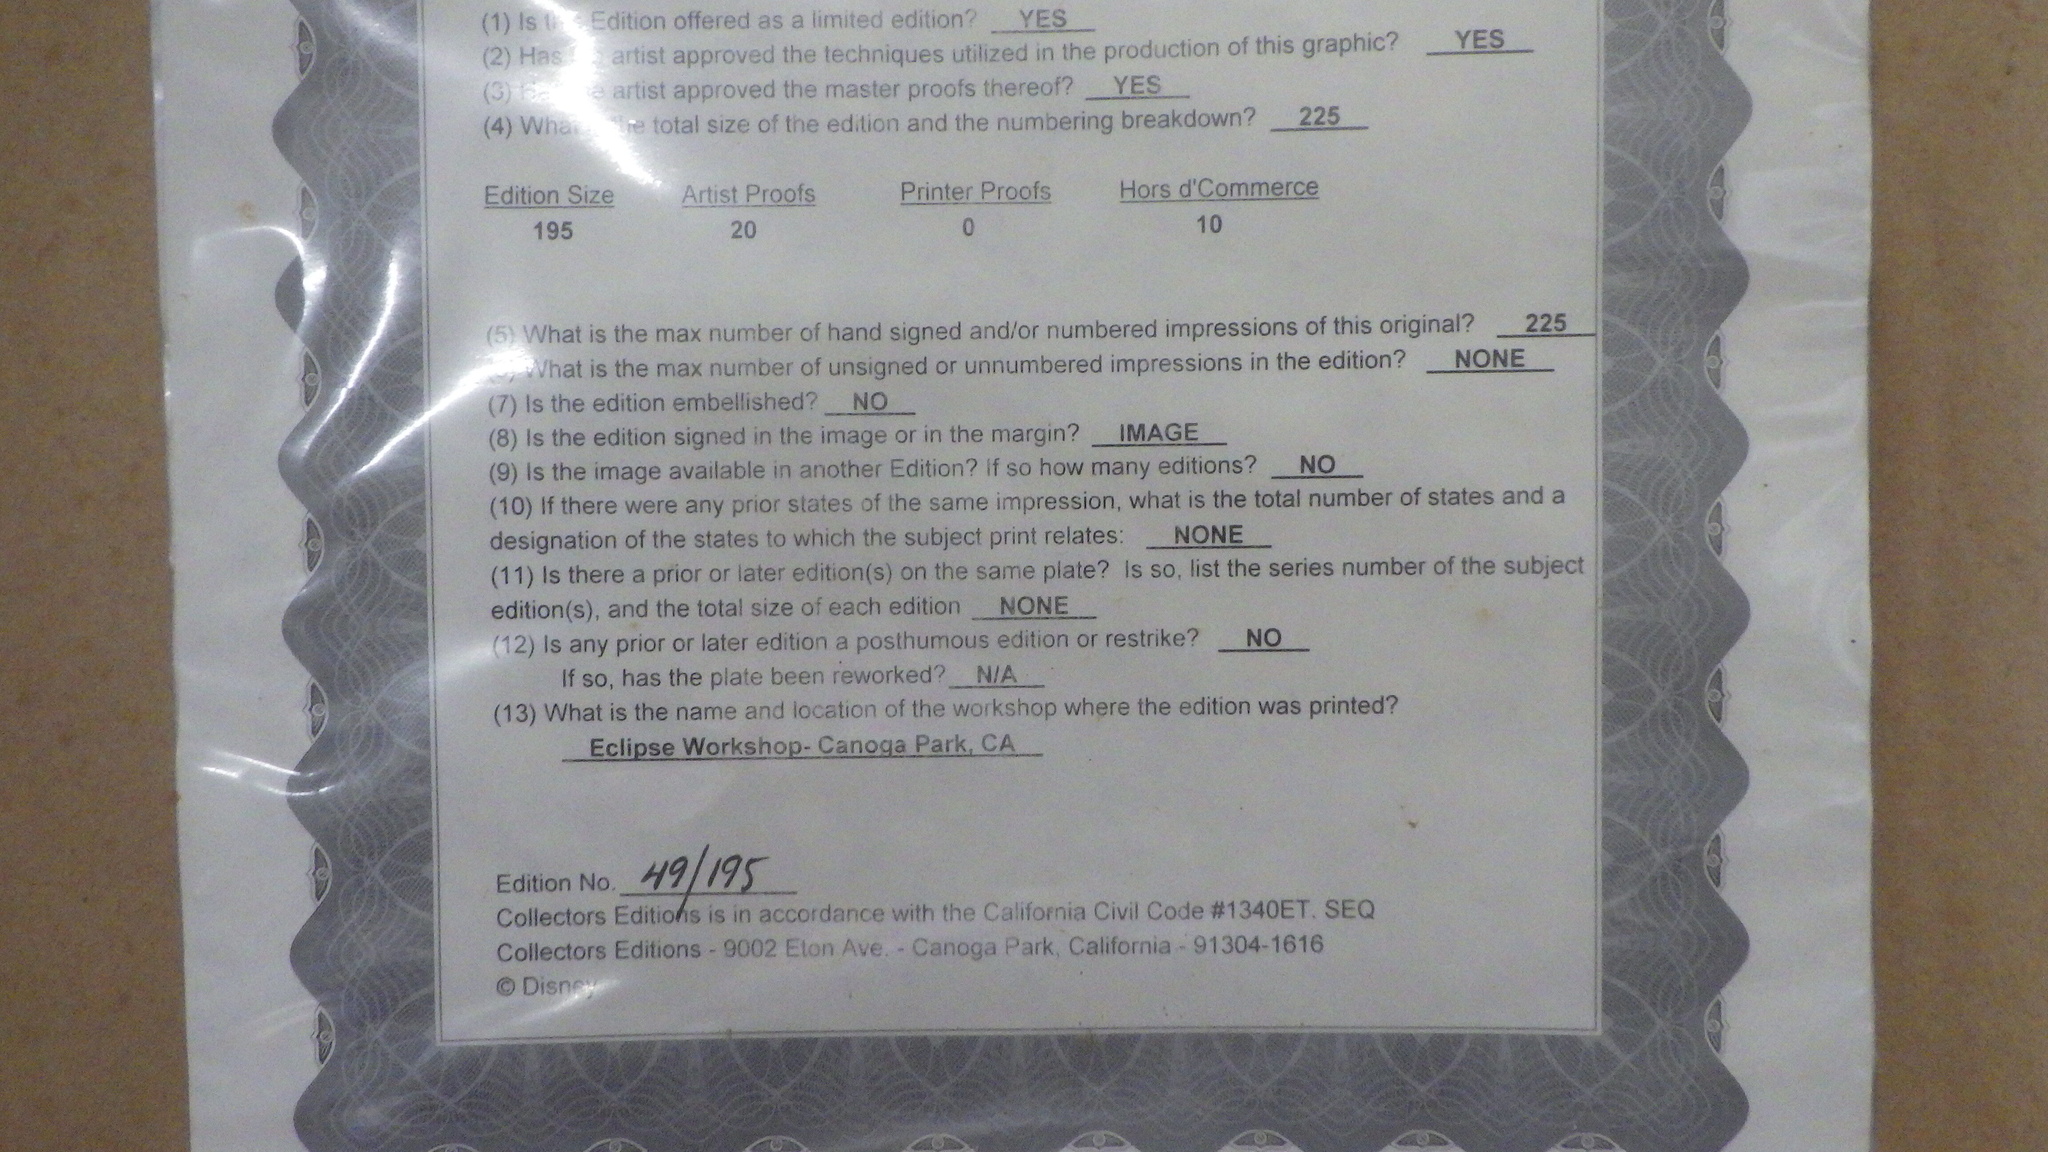 (1) Is Edition offered as a limited edition? YES
(2) Has artist approved the techniques utilized in the production of this graphic? YES
(3) artist approved the master proofs thereof? YES
(4) What the total size of the edition and the numbering breakdown? 225
Edition Size Artist Proofs Printer Proofs Hors d'Commerce
195 20 0 10
(5) What is the max number of hand signed and/or numbered impressions of this original? 225
What is the max number of unsigned or unnumbered impressions in the edition? NONE
(7) Is the edition embellished? NO
(8) Is the edition signed in the image or in the margin? IMAGE
(9) Is the image available in another Edition? If so how many editions? NO
(10) If there were any prior states of the same impression, what is the total number of states and a
designation of the states to which the subject print relates: NONE
(11) Is there a prior or later edition(s) on the same plate? Is so, list the series number of the subject
edition(s), and the total size of each edition NONE
(12) Is any prior or later edition a posthumous edition or restrike? NO
If so, has the plate been reworked? N/A
(13) What is the name and location of the workshop where the edition was printed?
Eclipse Workshop- Canoga Park, CA
Edition No. 49/195
Collectors Editions is in accordance with the California Civil Code #1340ET. SEQ
Collectors Editions - 9002 Eton Ave. - Canoga Park, California - 91304-1616
© Disney